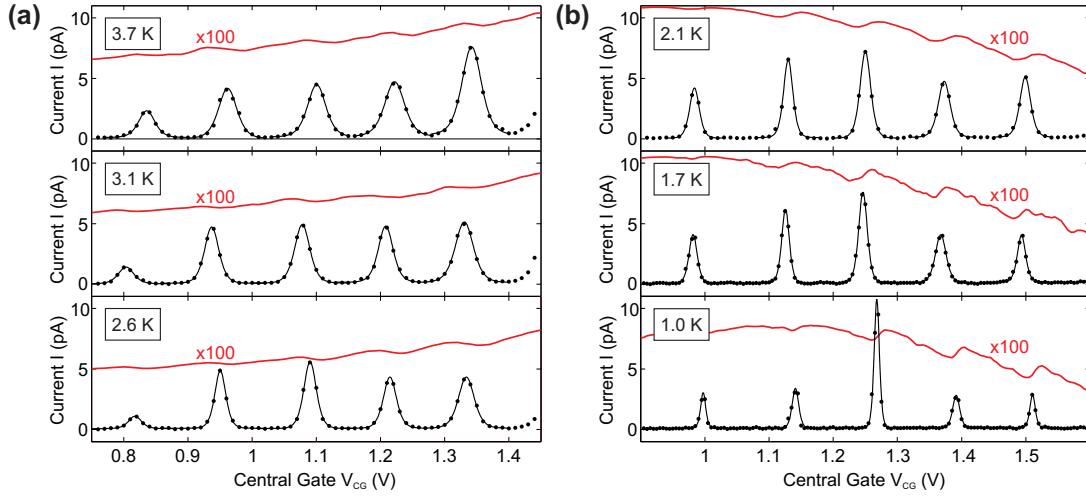 (a)
10
5
0
Current I (pA)
3.7 K
x100
10
5
0
Current I (pA)
3.1 K
x100
10
5
0
Current I (pA)
2.6 K
x100
0.8 0.9 1 1.1 1.2 1.3 1.4
Central Gate V_CG (V)
(b)
10
5
0
Current I (pA)
2.1 K
x100
10
5
0
Current I (pA)
1.7 K
x100
10
5
0
Current I (pA)
1.0 K
x100
1 1.1 1.2 1.3 1.4 1.5
Central Gate V_CG (V)